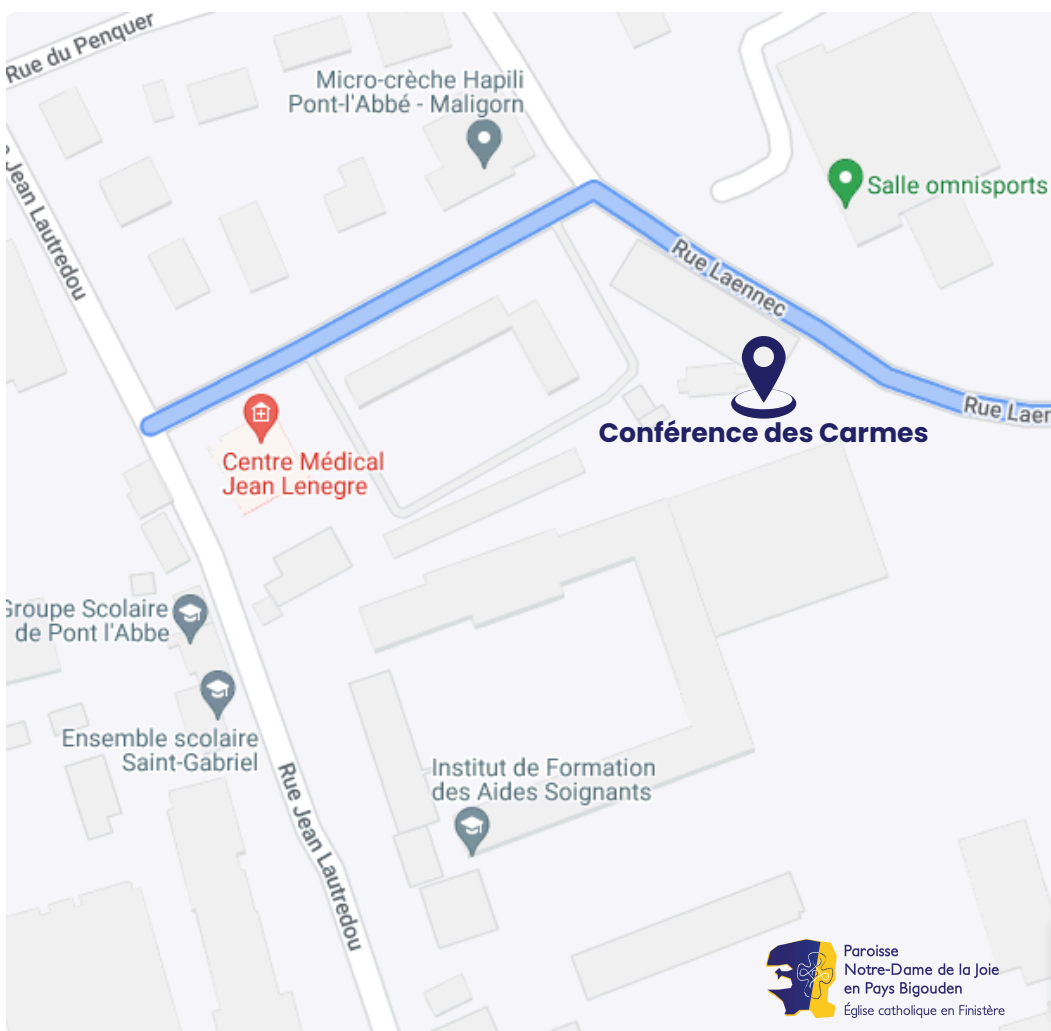 Rue du Penquer
Micro-crèche Hapili
Pont-l'Abbé - Maligorn
Jean Lautredou
Salle omnisports
Rue Laennec
Rue Laen
Conférence des Carmes
Centre Médical
Jean Lenegre
Groupe Scolaire
de Pont l'Abbe
Ensemble scolaire
Saint-Gabriel
Rue Jean Lautredou
Institut de Formation
des Aides Soignants
Paroisse
Notre-Dame de la Joie
en Pays Bigouden
Église catholique en Finistère